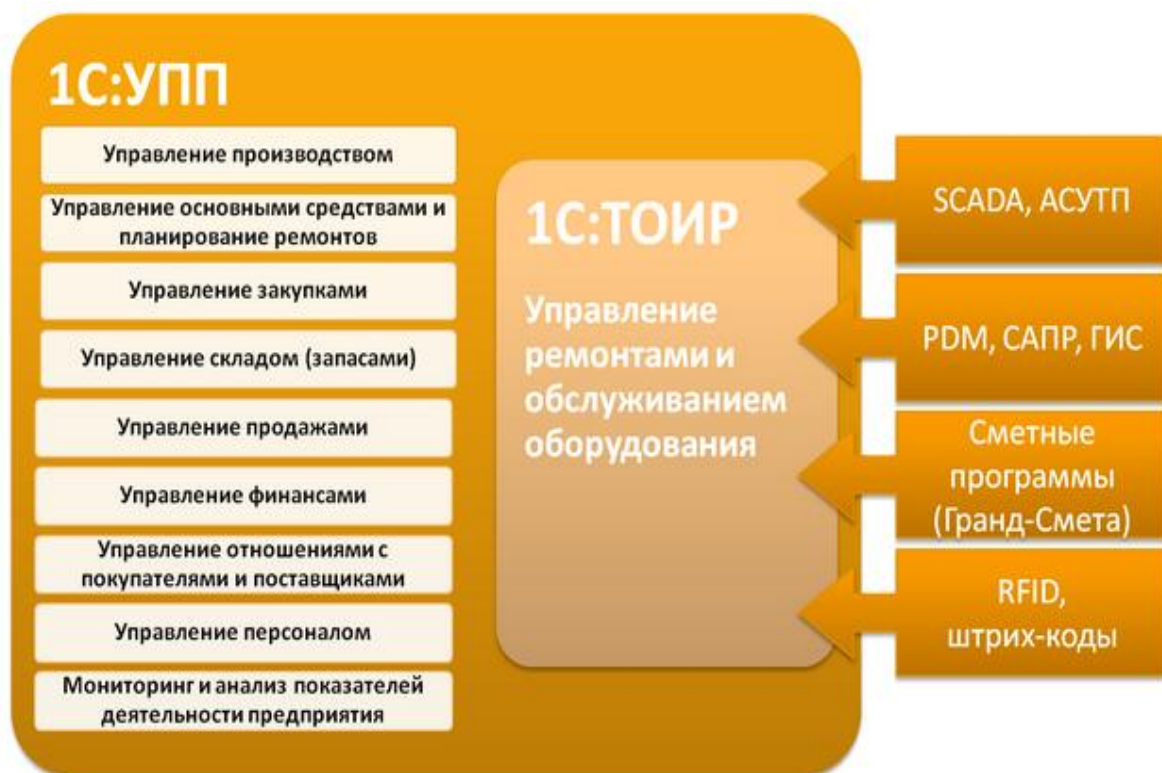 1С:УПП
Управление производством
Управление основными средствами и
планирование ремонтов
Управление закупками
Управление складом (запасами)
Управление продажами
Управление финансами
Управление отношениями с
покупателями и поставщиками
Управление персоналом
Мониторинг и анализ показателей
деятельности предприятия
1С:ТОИР
Управление
ремонтами и
обслуживанием
оборудования
SCADA, АСУТП
PDM, САПР, ГИС
Сметные
программы
(Гранд-Смета)
RFID,
штрих-коды